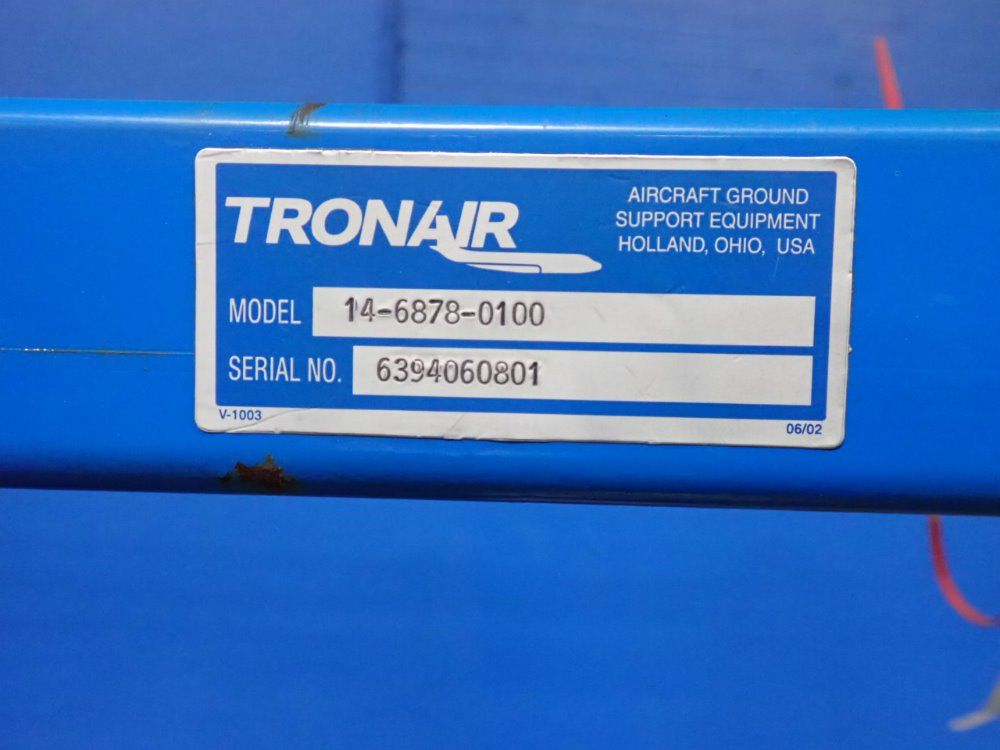 TRONAIR
AIRCRAFT GROUND
SUPPORT EQUIPMENT
HOLLAND, OHIO, USA
MODEL 14-6878-0100
SERIAL NO. 6394060801
V-1003
06/02